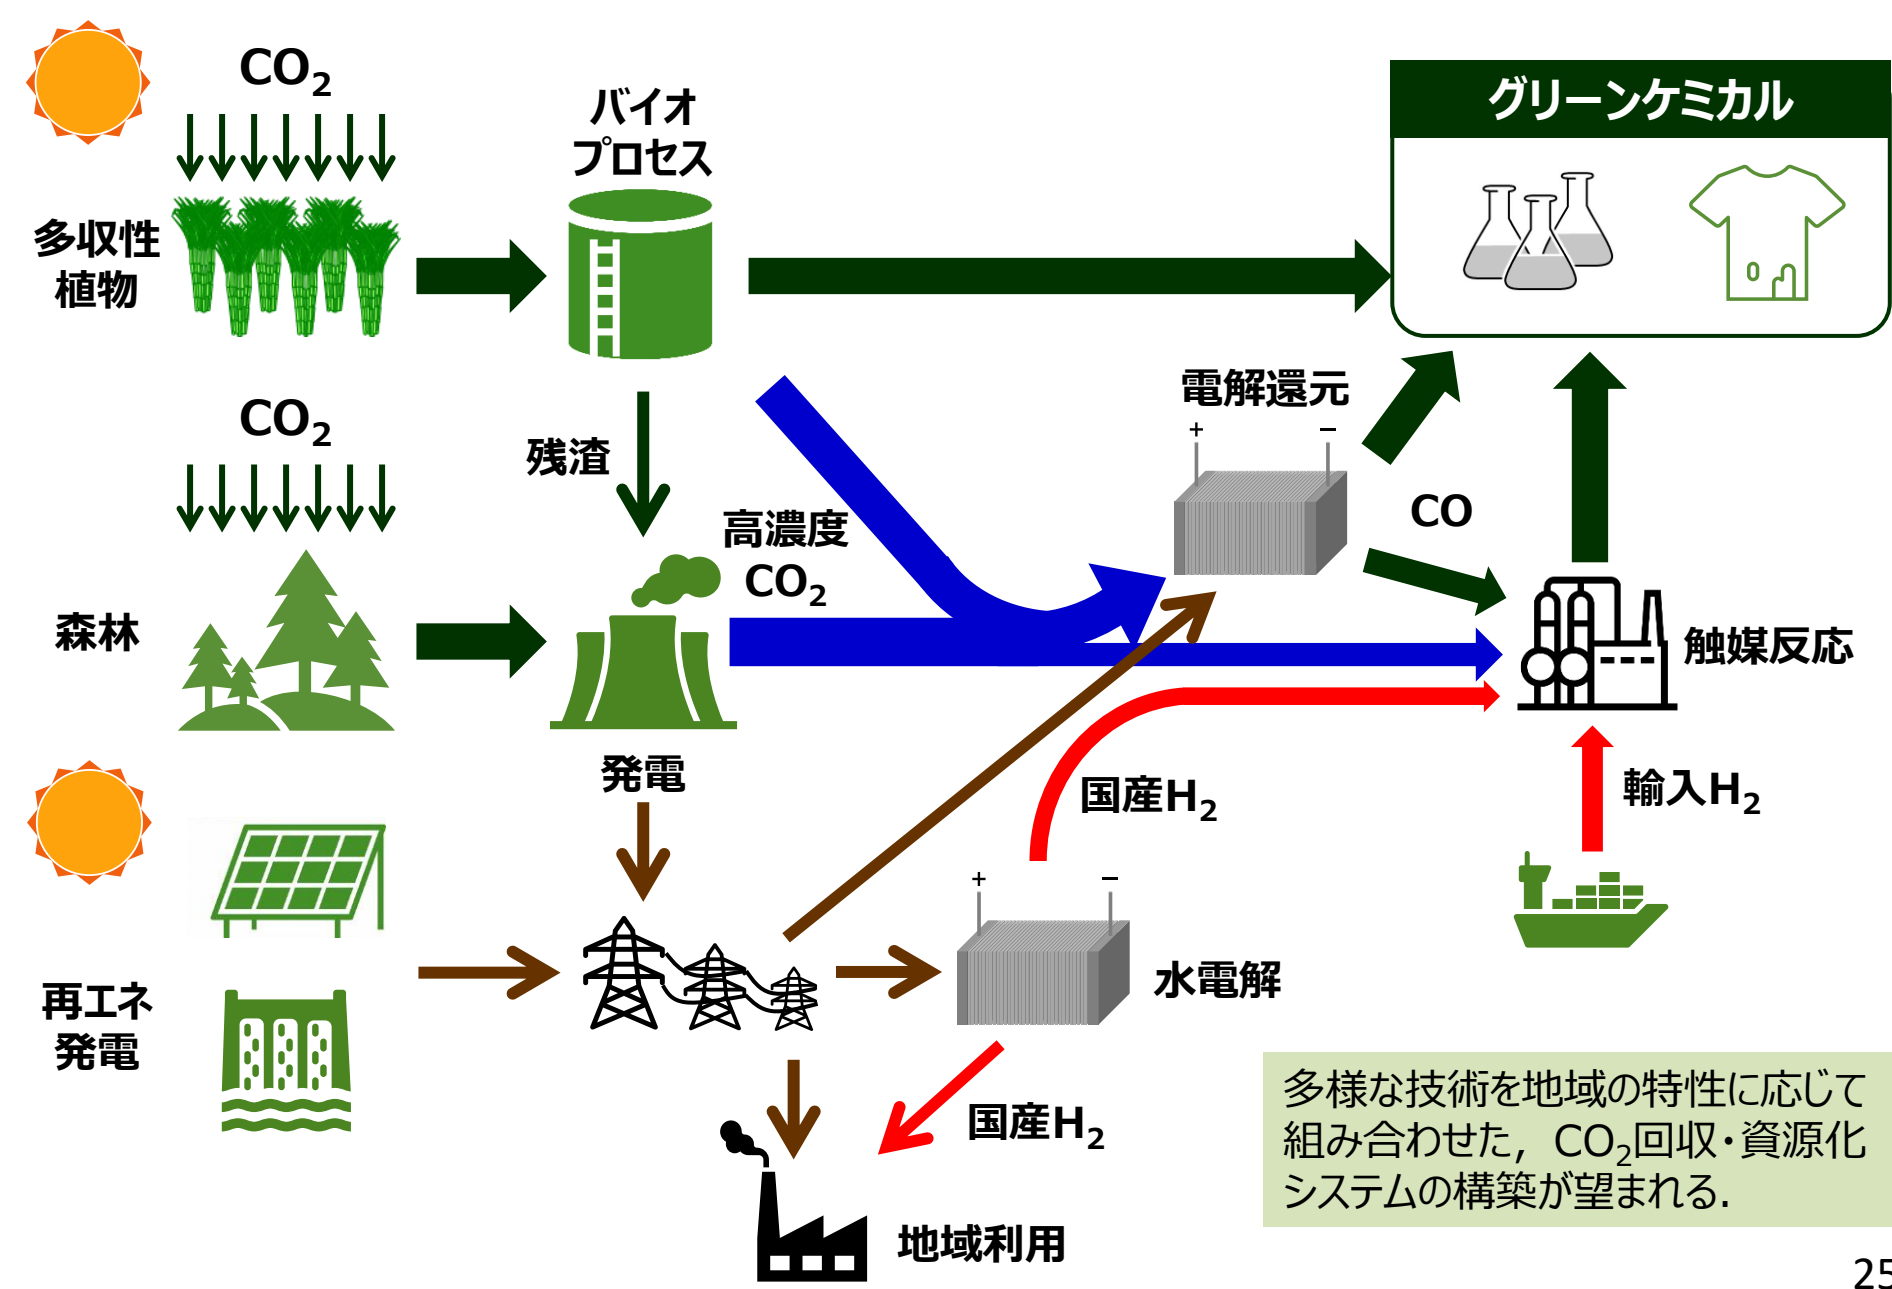 CO₂
バイオ
プロセス
グリーンケミカル
多収性
植物
CO₂
残渣
電解還元
+ −
CO
高濃度
CO₂
森林
触媒反応
発電
国産H₂
輸入H₂
+ −
再エネ
発電
水電解
国産H₂
地域利用
多様な技術を地域の特性に応じて
組み合わせた，CO₂回収・資源化
システムの構築が望まれる．
25